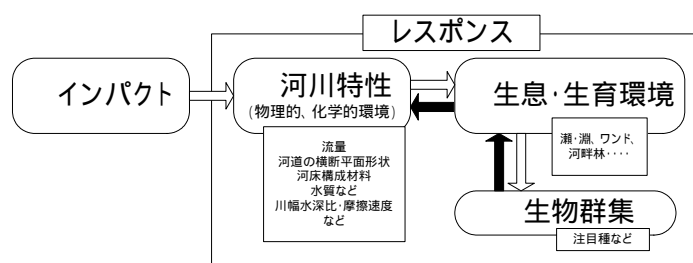 レスポンス
インパクト
河川特性
(物理的、化学的環境)
流量
河道の横断平面形状
河床構成材料
水質など
川幅水深比・摩擦速度
など
生息・生育環境
瀬・淵、ワンド、
河畔林････
生物群集
注目種など